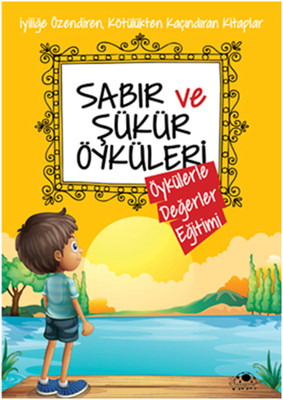 İyiliğe Özendiren, Kötülükten Kaçındıran Kitaplar
SABIR ve
ŞÜKÜR
ÖYKÜLERİ
Öykülerle
Değerler
Eğitimi